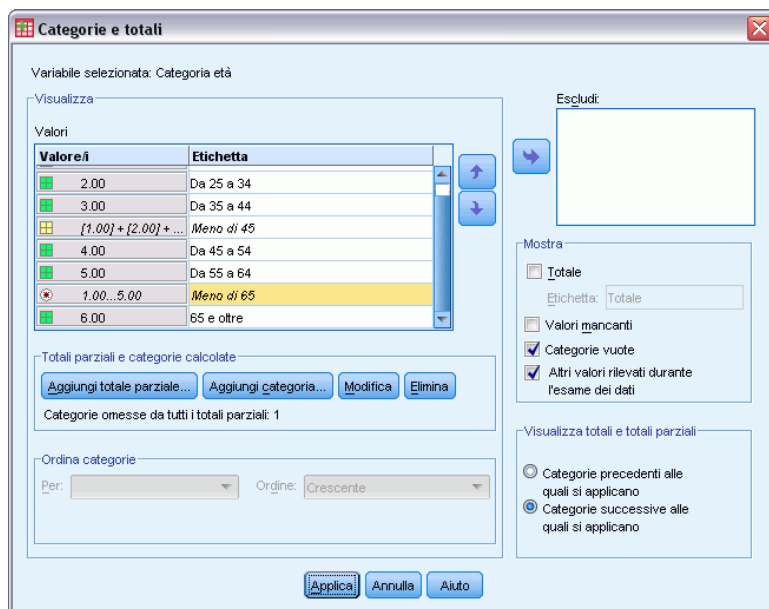 Categorie e totali
Variabile selezionata: Categoria età
Visualizza
Valori
Valore/i Etichetta
2.00 Da 25 a 34
3.00 Da 35 a 44
[1.00] + [2.00] + ... Meno di 45
4.00 Da 45 a 54
5.00 Da 55 a 64
1.00...5.00 Meno di 65
6.00 65 e oltre
Totali parziali e categorie calcolate
Aggiungi totale parziale... Aggiungi categoria... Modifica Elimina
Categorie omesse da tutti i totali parziali: 1
Ordina categorie
Per: Ordine: Crescente
Escludi:
Mostra
Totale
Etichetta: Totale
Valori mancanti
Categorie vuote
Altri valori rilevati durante
l'esame dei dati
Visualizza totali e totali parziali
Categorie precedenti alle
quali si applicano
Categorie successive alle
quali si applicano
Applica Annulla Aiuto